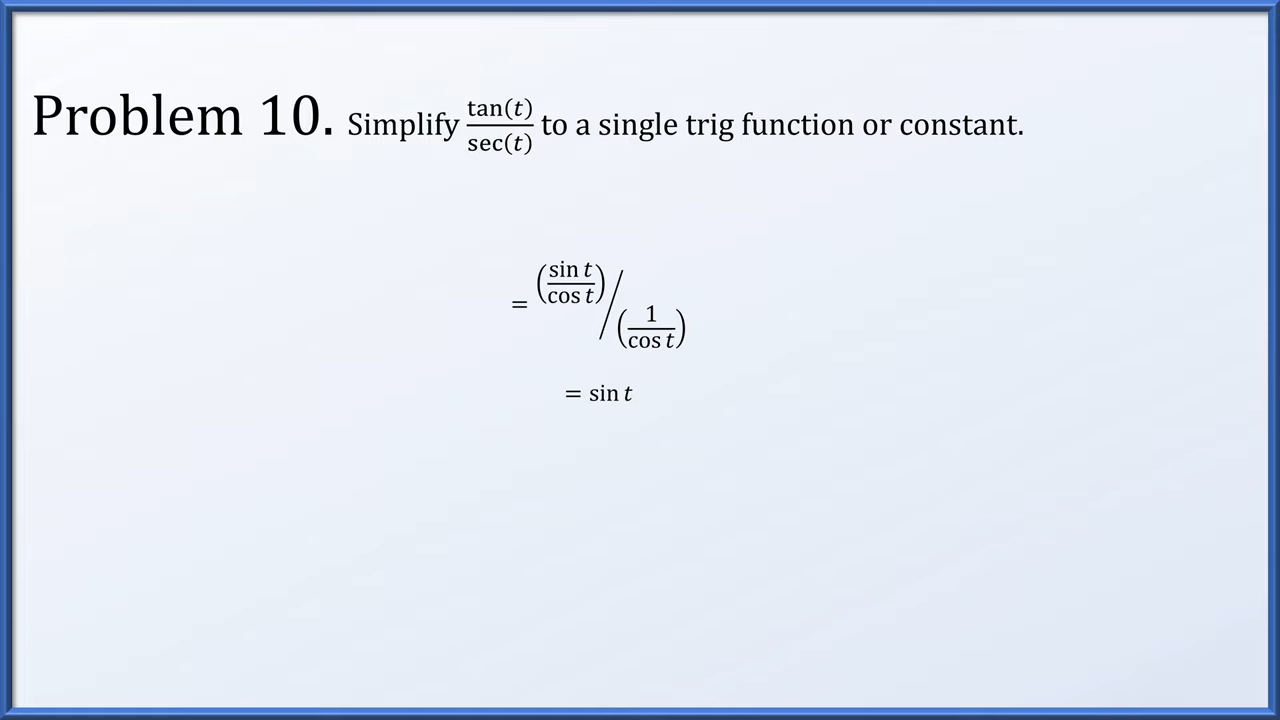 Problem 10. Simplify tan(t)/sec(t) to a single trig function or constant.
= (sin t/cos t)/(1/cos t)
= sin t